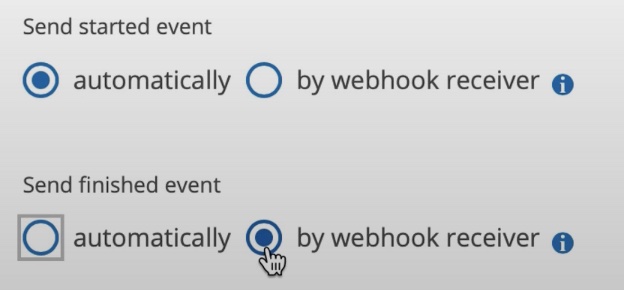 Send started event
automatically by webhook receiver
Send finished event
automatically by webhook receiver